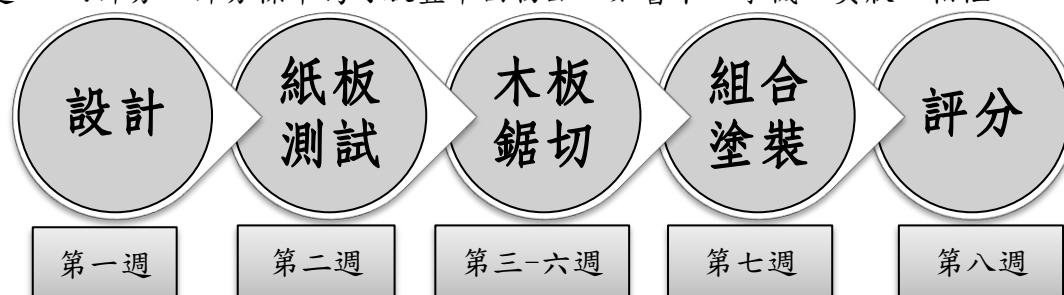 設計
紙板
測試
木板
鋸切
組合
塗裝
評分
第一週
第二週
第三-六週
第七週
第八週